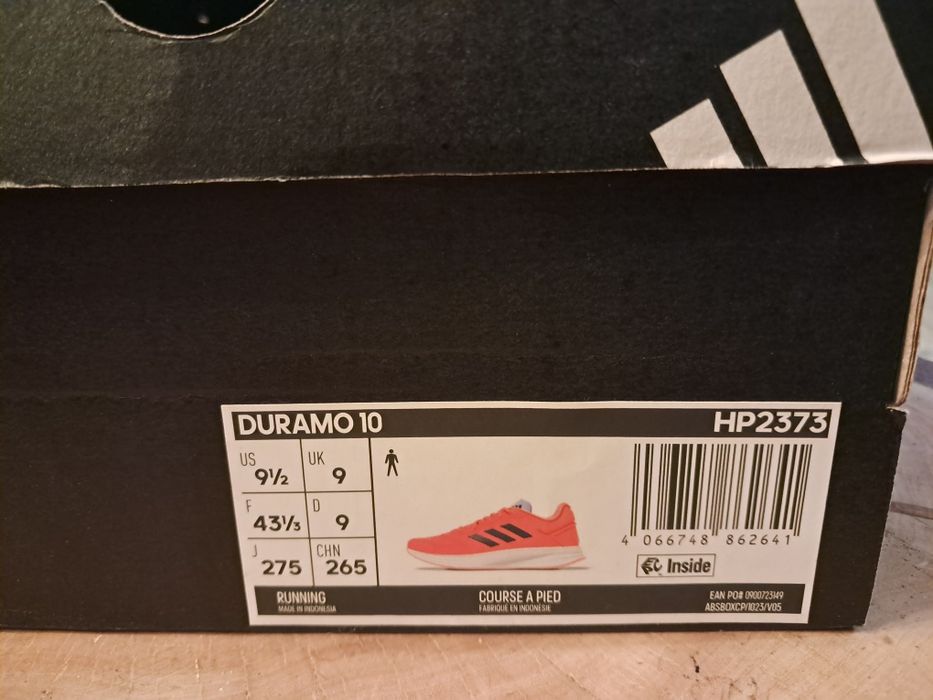 DURAMO 10 HP2373
US 9½ UK 9
F 43⅓ D 9
J 275 CHN 265
4 066748 862641
Inside
RUNNING COURSE A PIED EAN PO# 0900723149
MADE IN INDONESIA FABRIQUE EN INDONESIE ABSBOXCP/1023/V05